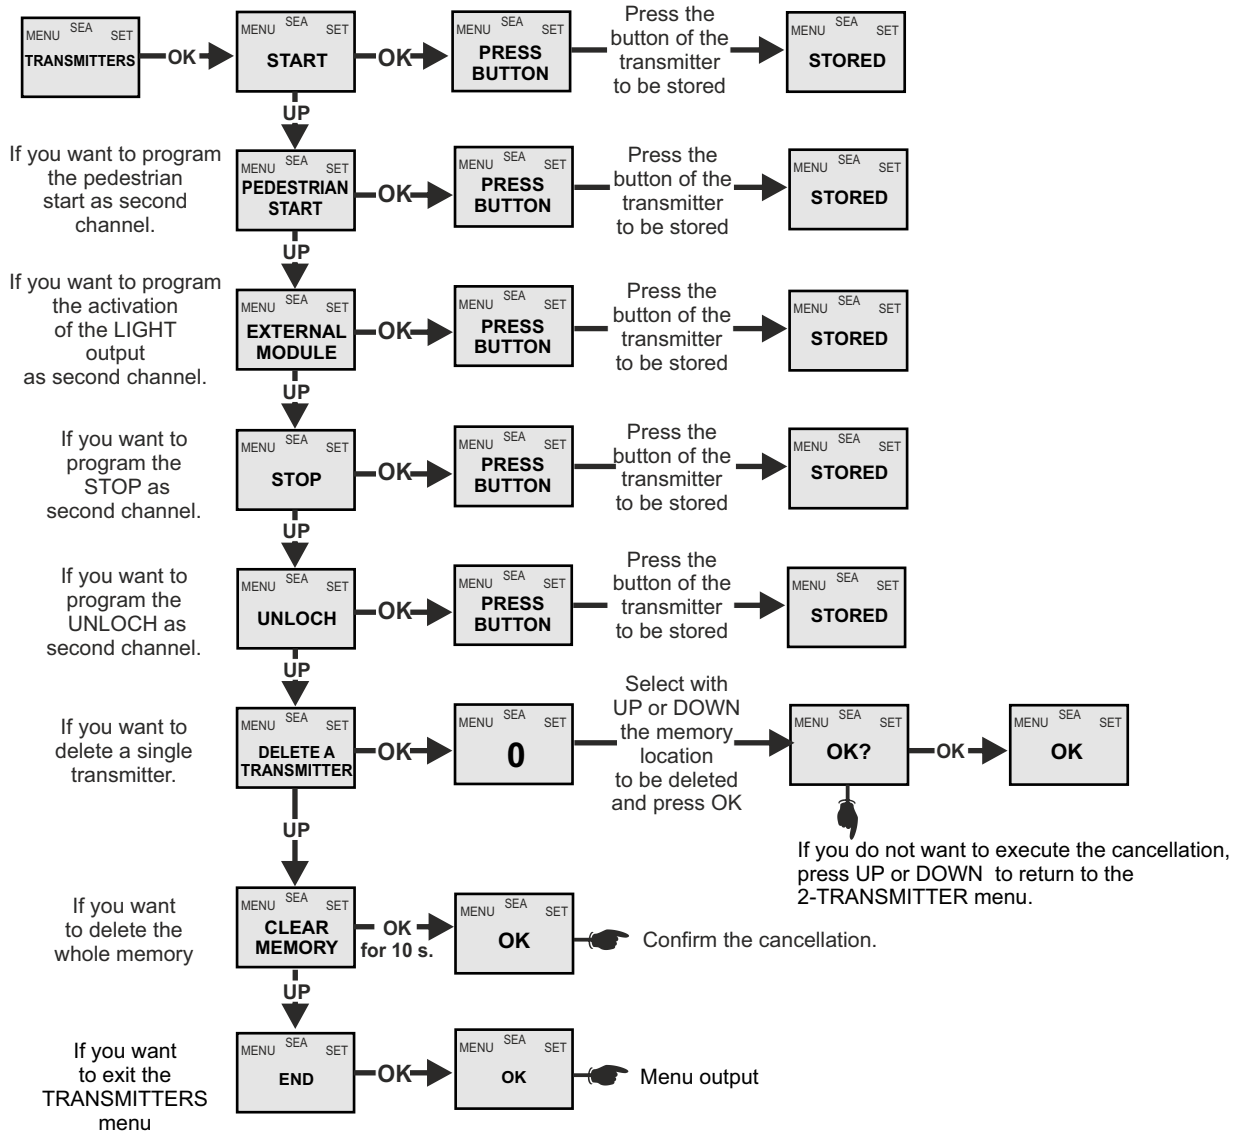 MENU SEA SET
TRANSMITTERS
OK
MENU SEA SET
START
OK
MENU SEA SET
PRESS
BUTTON
Press the
button of the
transmitter
to be stored
MENU SEA SET
STORED
UP
If you want to program
the pedestrian
start as second
channel.
MENU SEA SET
PEDESTRIAN
START
OK
MENU SEA SET
PRESS
BUTTON
Press the
button of the
transmitter
to be stored
MENU SEA SET
STORED
UP
If you want to program
the activation
of the LIGHT
output
as second channel.
MENU SEA SET
EXTERNAL
MODULE
OK
MENU SEA SET
PRESS
BUTTON
Press the
button of the
transmitter
to be stored
MENU SEA SET
STORED
UP
If you want to
program the
STOP as
second channel.
MENU SEA SET
STOP
OK
MENU SEA SET
PRESS
BUTTON
Press the
button of the
transmitter
to be stored
MENU SEA SET
STORED
UP
If you want to
program the
UNLOCH as
second channel.
MENU SEA SET
UNLOCH
OK
MENU SEA SET
PRESS
BUTTON
Press the
button of the
transmitter
to be stored
MENU SEA SET
STORED
UP
If you want to
delete a single
transmitter.
MENU SEA SET
DELETE A
TRANSMITTER
OK
MENU SEA SET
0
Select with
UP or DOWN
the memory
location
to be deleted
and press OK
MENU SEA SET
OK?
OK
MENU SEA SET
OK
If you do not want to execute the cancellation,
press UP or DOWN to return to the
2-TRANSMITTER menu.
UP
If you want
to delete the
whole memory
MENU SEA SET
CLEAR
MEMORY
OK
for 10 s.
MENU SEA SET
OK
Confirm the cancellation.
UP
If you want
to exit the
TRANSMITTERS
menu
MENU SEA SET
END
OK
MENU SEA SET
OK
Menu output